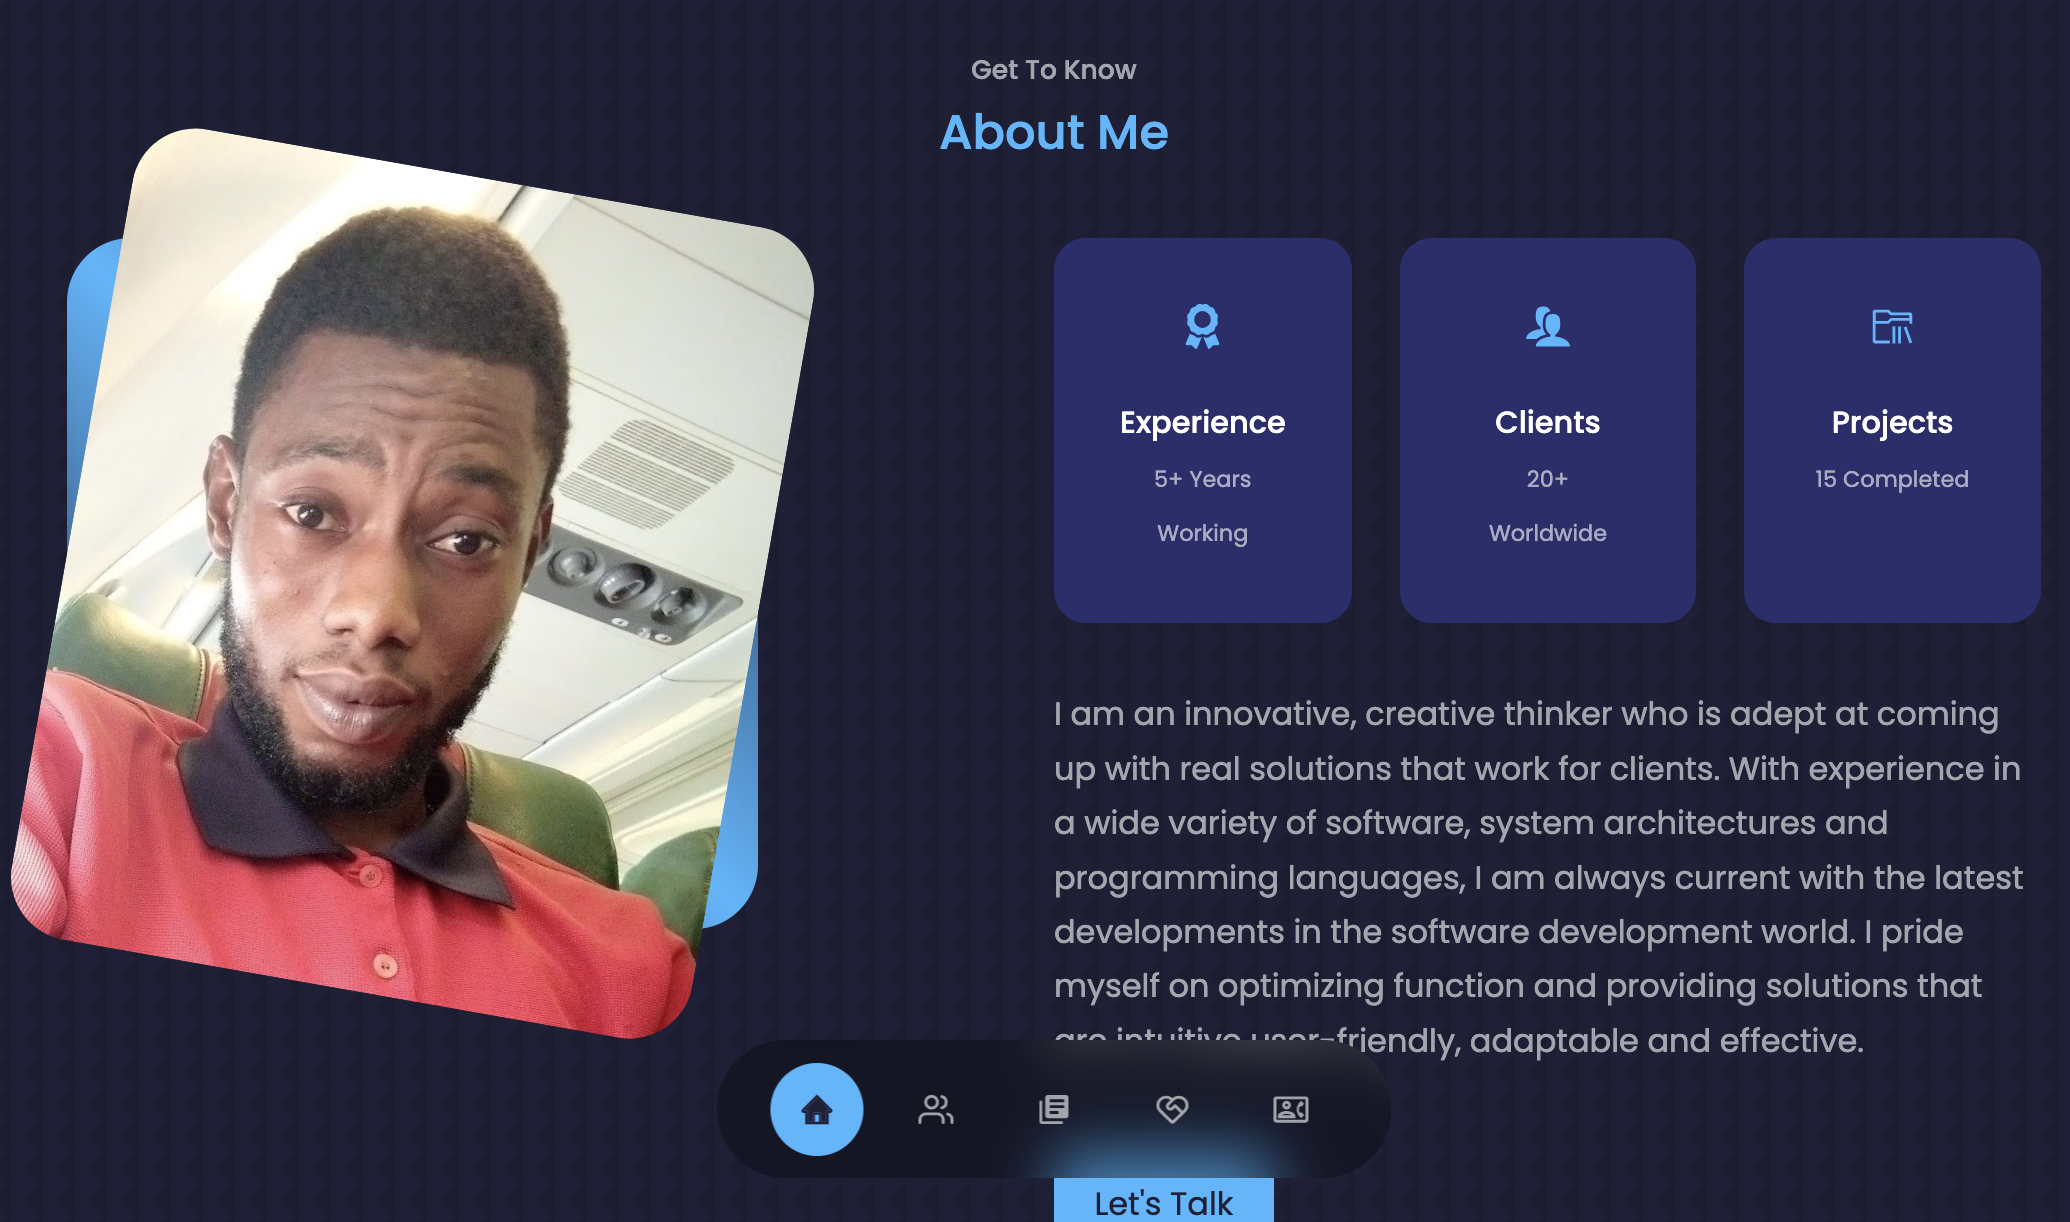 Get To Know
About Me
Experience
5+ Years
Working
Clients
20+
Worldwide
Projects
15 Completed
I am an innovative, creative thinker who is adept at coming
up with real solutions that work for clients. With experience in
a wide variety of software, system architectures and
programming languages, I am always current with the latest
developments in the software development world. I pride
myself on optimizing function and providing solutions that
are intuitive user-friendly, adaptable and effective.
Let's Talk